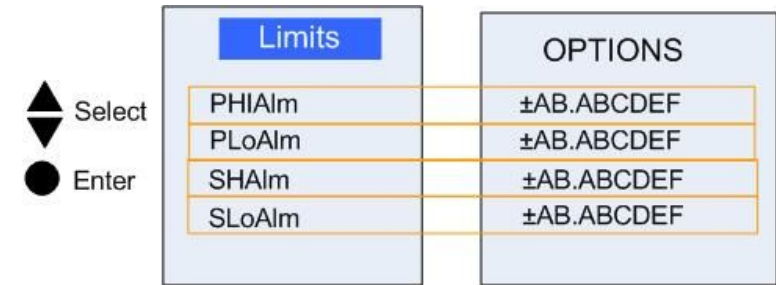 Limits
OPTIONS
Select
Enter
PHIAlm ±AB.ABCDEF
PLoAlm ±AB.ABCDEF
SHAlm ±AB.ABCDEF
SLoAlm ±AB.ABCDEF